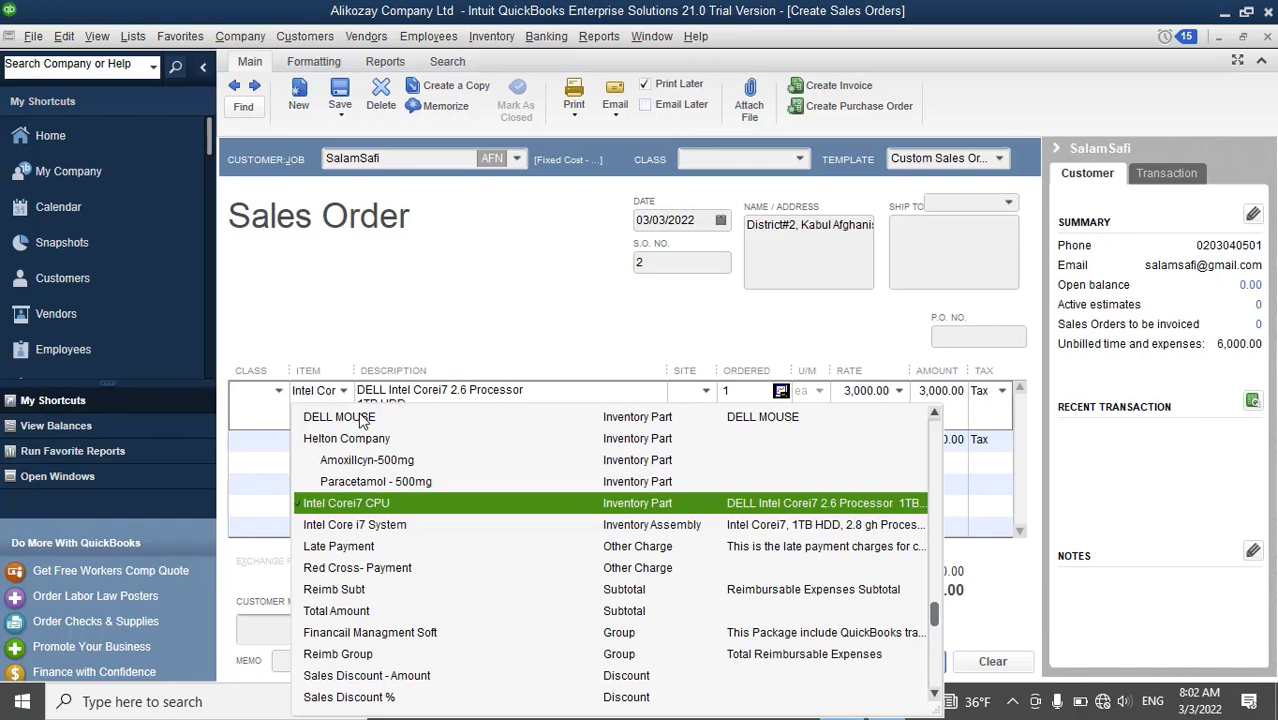 Alikozay Company Ltd - Intuit QuickBooks Enterprise Solutions 21.0 Trial Version - [Create Sales Orders]
File Edit View Lists Favorites Company Customers Vendors Employees Inventory Banking Reports Window Help 15
Search Company or Help
Main Formatting Reports Search
Find New Save Delete Create a Copy Memorize Mark As Closed Print Email Print Later Email Later Attach File Create Invoice Create Purchase Order
My Shortcuts
Home
My Company
Calendar
Snapshots
Customers
Vendors
Employees
My Shortcuts
View Balances
Run Favorite Reports
Open Windows
Do More With QuickBooks
Get Free Workers Comp Quote
Order Labor Law Posters
Order Checks & Supplies
Promote Your Business
Finance with Confidence
CUSTOMER:JOB SalamSafi AFN [Fixed Cost - ...] CLASS TEMPLATE Custom Sales Or...
Sales Order
DATE
03/03/2022
S.O. NO.
2
NAME / ADDRESS
District#2, Kabul Afghanis
SHIP TO
P.O. NO.
CLASS ITEM DESCRIPTION SITE ORDERED U/M RATE AMOUNT TAX
Intel Cor DELL Intel Corei7 2.6 Processor 1 ea 3,000.00 3,000.00 Tax
1TB HDD
DELL MOUSE Inventory Part DELL MOUSE
Helton Company Inventory Part
Amoxillcyn-500mg Inventory Part
Paracetamol - 500mg Inventory Part
Intel Corei7 CPU Inventory Part DELL Intel Corei7 2.6 Processor 1TB...
Intel Core i7 System Inventory Assembly Intel Corei7, 1TB HDD, 2.8 gh Proces...
Late Payment Other Charge This is the late payment charges for c...
Red Cross- Payment Other Charge
Reimb Subt Subtotal Reimbursable Expenses Subtotal
Total Amount Subtotal
Financail Managment Soft Group This Package include QuickBooks tra...
Reimb Group Group Total Reimbursable Expenses
Sales Discount - Amount Discount
Sales Discount % Discount
0.00 Tax
EXCHANGE
CUSTOMER M
MEMO
Clear
SalamSafi
Customer Transaction
SUMMARY
Phone 0203040501
Email salamsafi@gmail.com
Open balance 0.00
Active estimates 0
Sales Orders to be invoiced 0
Unbilled time and expenses: 6,000.00
RECENT TRANSACTION
NOTES
Type here to search
36°F ENG 8:02 AM
3/3/2022